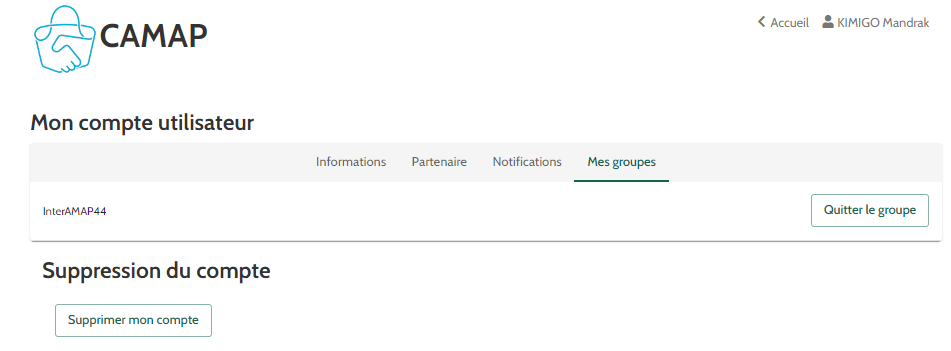 CAMAP
Accueil KIMIGO Mandrak
Mon compte utilisateur
Informations Partenaire Notifications Mes groupes
InterAMAP44 Quitter le groupe
Suppression du compte
Supprimer mon compte